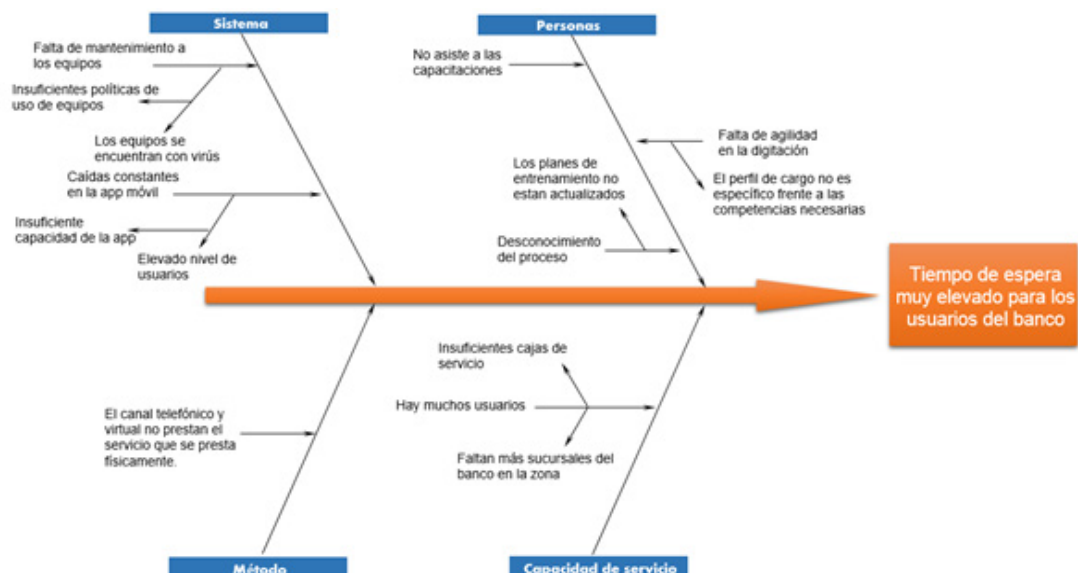 Sistema
Falta de mantenimiento a
los equipos
Insuficientes políticas de
uso de equipos
Los equipos se
encuentran con virús
Caídas constantes
en la app móvil
Insuficiente
capacidad de la app
Elevado nivel de
usuarios
Personas
No asiste a las
capacitaciones
Falta de agilidad
en la digitación
El perfil de cargo no es
específico frente a las
competencias necesarias
Los planes de
entrenamiento no
estan actualizados
Desconocimiento
del proceso
Tiempo de espera
muy elevado para los
usuarios del banco
El canal telefónico y
virtual no prestan el
servicio que se presta
físicamente.
Método
Insuficientes cajas de
servicio
Hay muchos usuarios
Faltan más sucursales del
banco en la zona
Capacidad de servicio